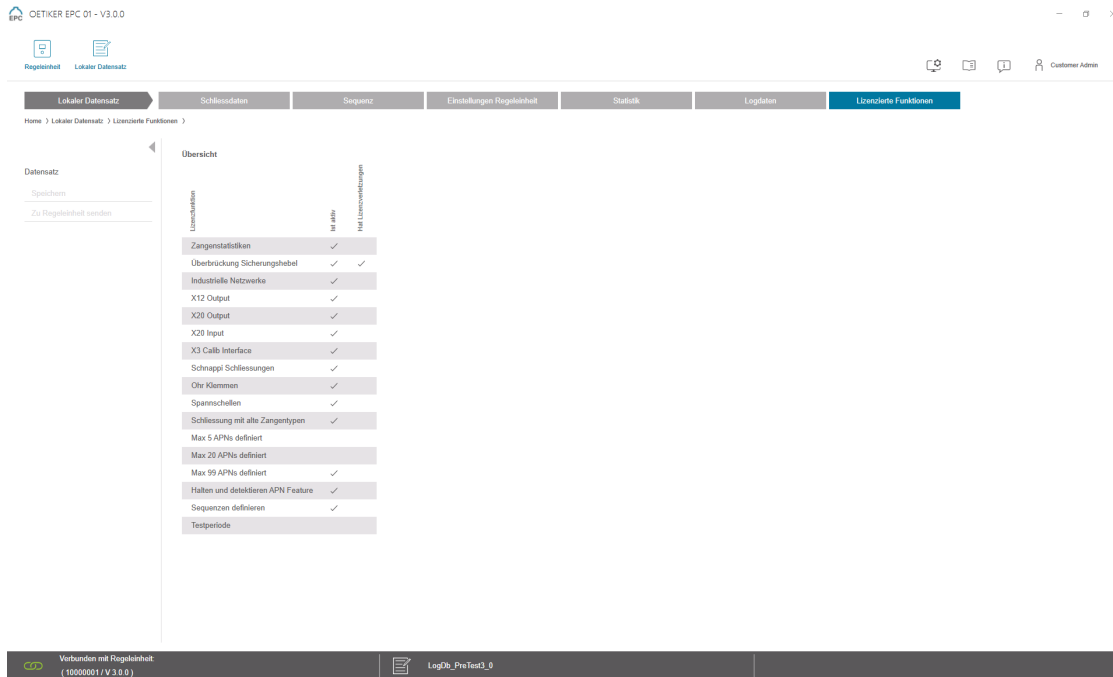 EPC
OETIKER EPC 01 - V3.0.0
Regeleinheit
Lokaler Datensatz
Customer Admin
Lokaler Datensatz
Schliessdaten
Sequenz
Einstellungen Regeleinheit
Statistik
Logdaten
Lizenzierte Funktionen
Home > Lokaler Datensatz > Lizenzierte Funktionen >
Datensatz
Speichern
Zu Regeleinheit senden
Übersicht
Lizenzfunktion
Ist aktiv
Hat Lizenzverletzungen
Zangenstatistiken
Überbrückung Sicherungshebel
Industrielle Netzwerke
X12 Output
X20 Output
X20 Input
X3 Calib Interface
Schnappi Schliessungen
Ohr Klemmen
Spannschellen
Schliessung mit alte Zangentypen
Max 5 APNs definiert
Max 20 APNs definiert
Max 99 APNs definiert
Halten und detektieren APN Feature
Sequenzen definieren
Testperiode
Verbunden mit Regeleinheit:
( 10000001 / V 3.0.0 )
LogDb_PreTest3_0